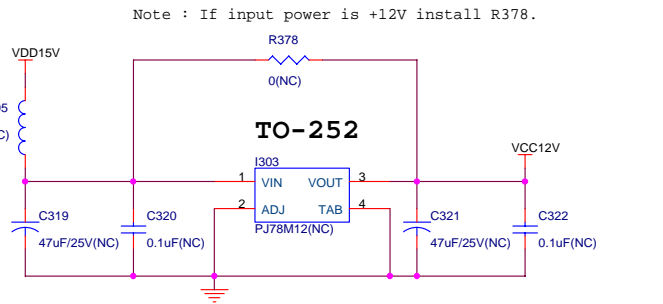 Note : If input power is +12V install R378.
R378
VDD15V
0(NC)
TO-252
VCC12V
I303
1 VIN VOUT 3
2 ADJ TAB 4
PJ78M12(NC)
C319
47uF/25V(NC)
C320
0.1uF(NC)
C321
47uF/25V(NC)
C322
0.1uF(NC)